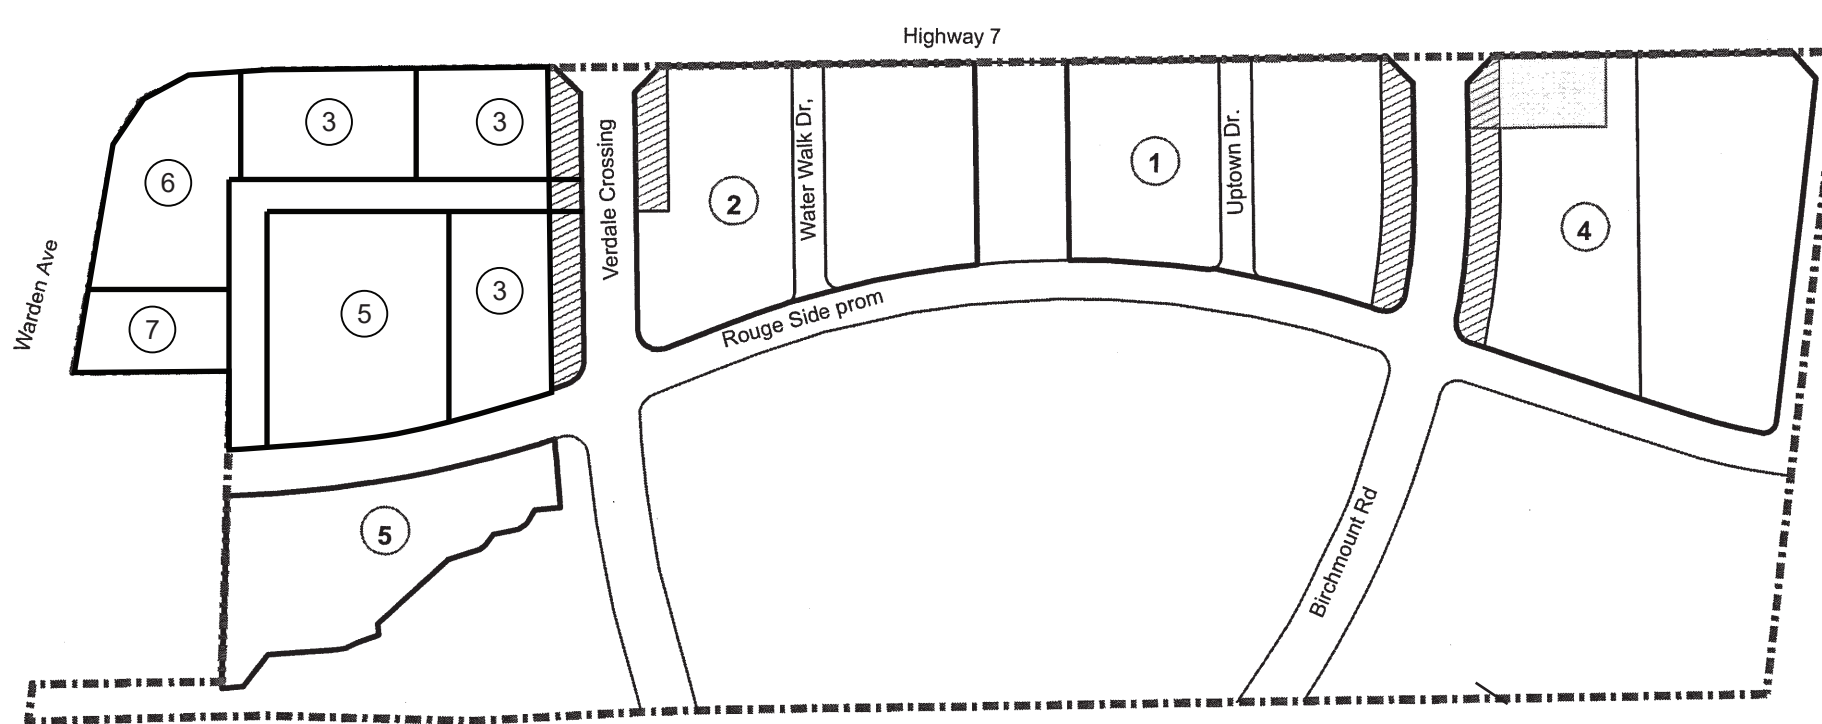 Highway 7
3
3
6
Verdale Crossing
2
Water Walk Dr,
1
Uptown Dr.
4
Warden Ave
7
5
3
Rouge Side prom
5
Birchmount Rd